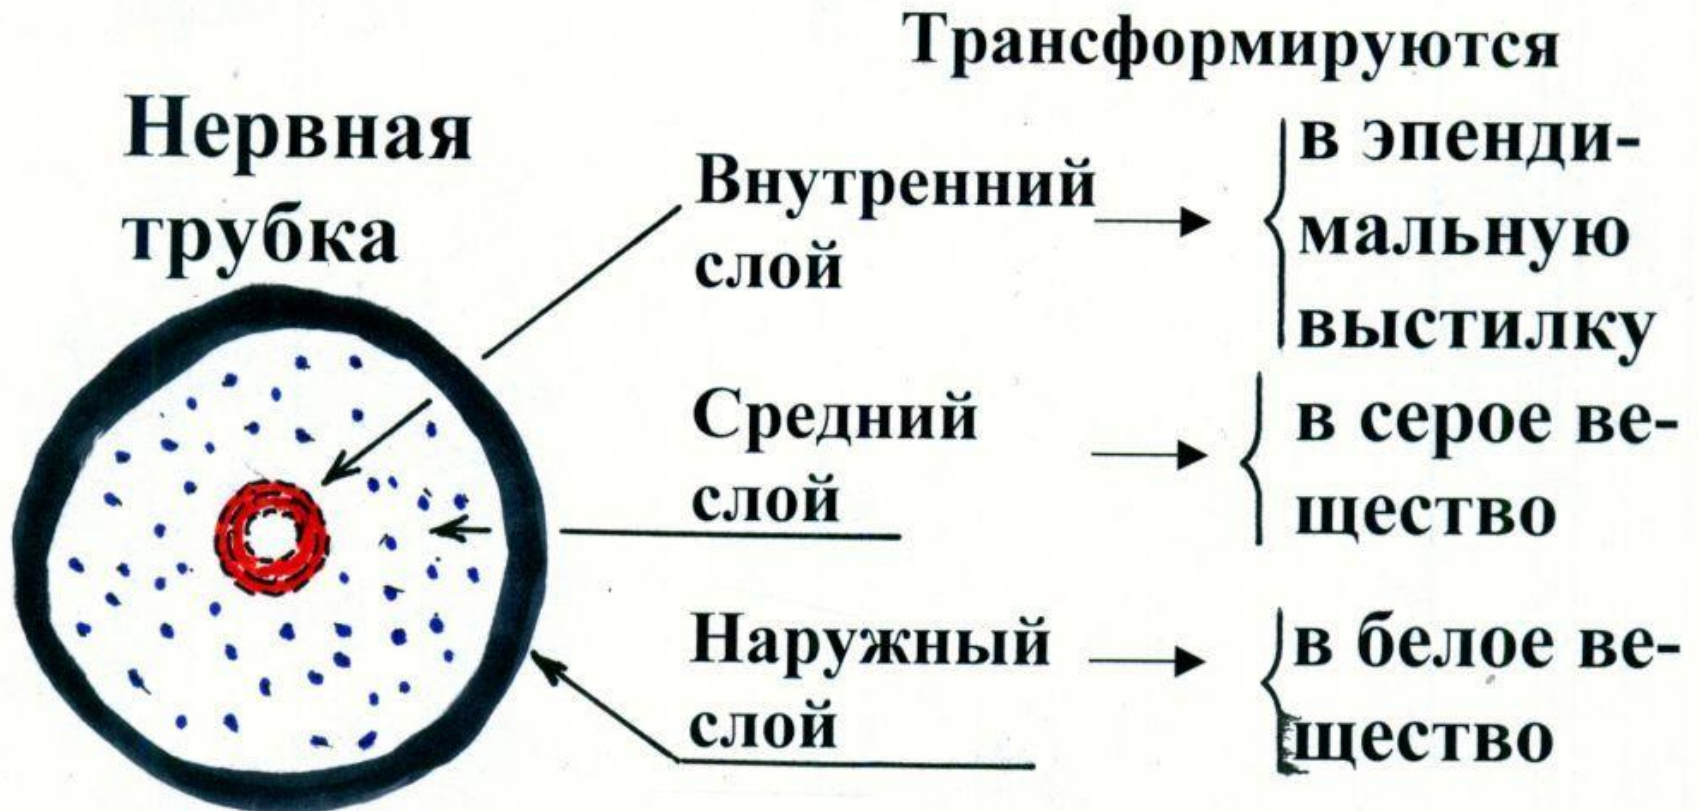 Трансформируются
Нервная
трубка
Внутренний
слой
в эпенди-
мальную
выстилку
Средний
слой
в серое ве-
щество
Наружный
слой
в белое ве-
щество